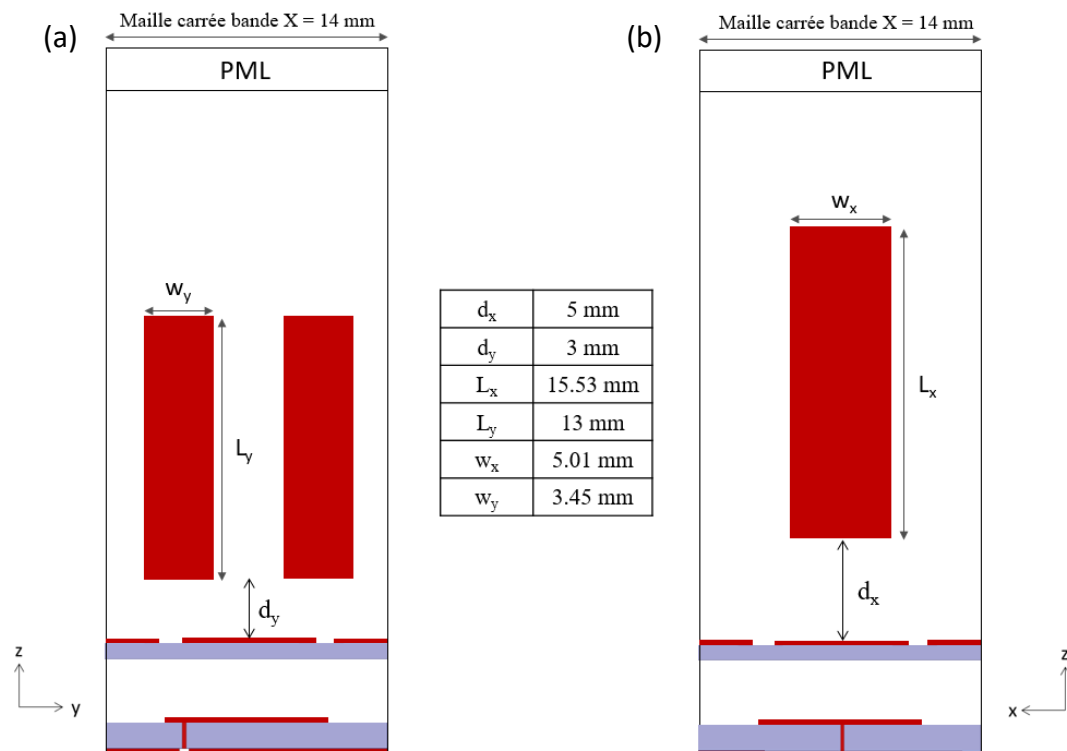 Maille carrée bande X = 14 mm
(a)
PML
w_y
L_y
d_y
z
y
d_x 5 mm
d_y 3 mm
L_x 15.53 mm
L_y 13 mm
w_x 5.01 mm
w_y 3.45 mm
Maille carrée bande X = 14 mm
(b)
PML
w_x
L_x
d_x
z
x